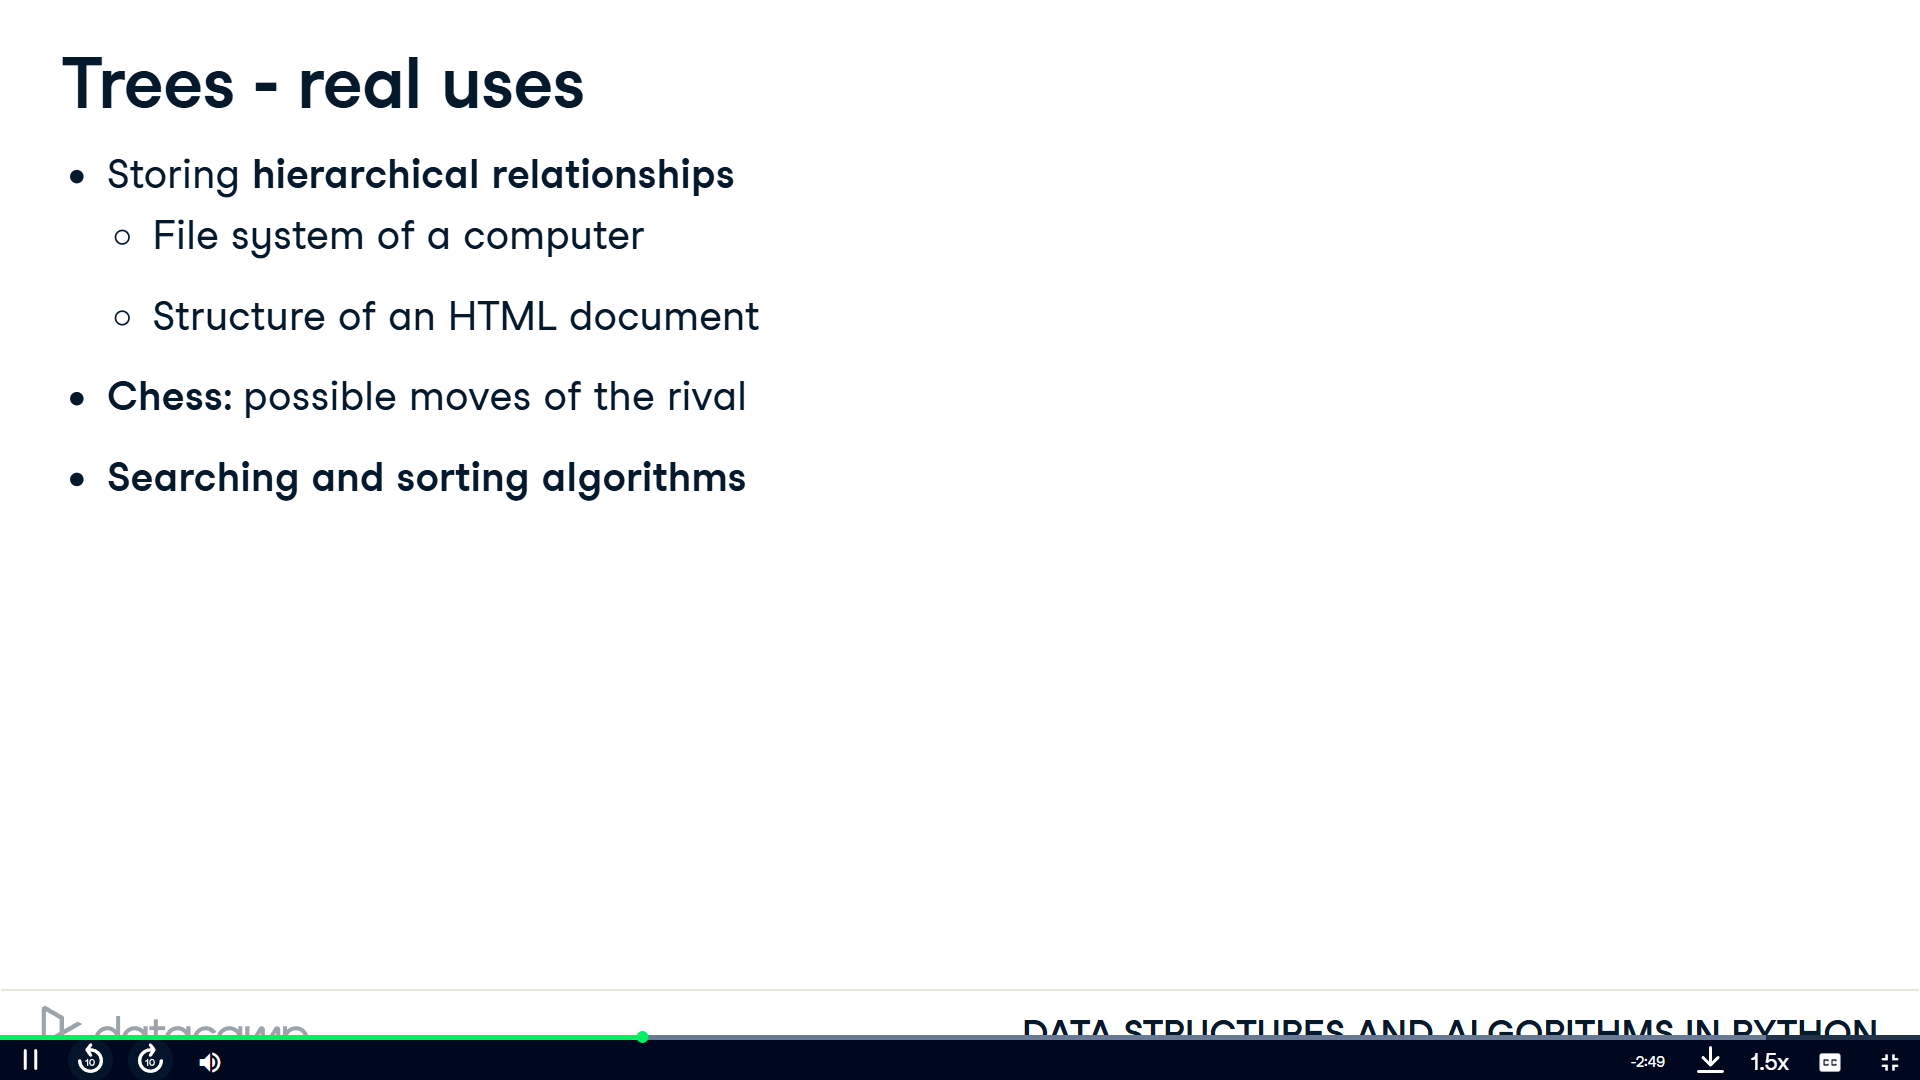 Trees - real uses
Storing hierarchical relationships
File system of a computer
Structure of an HTML document
Chess: possible moves of the rival
Searching and sorting algorithms
datacamp
DATA STRUCTURES AND ALGORITHMS IN PYTHON
10
10
-2:49
1.5x
CC